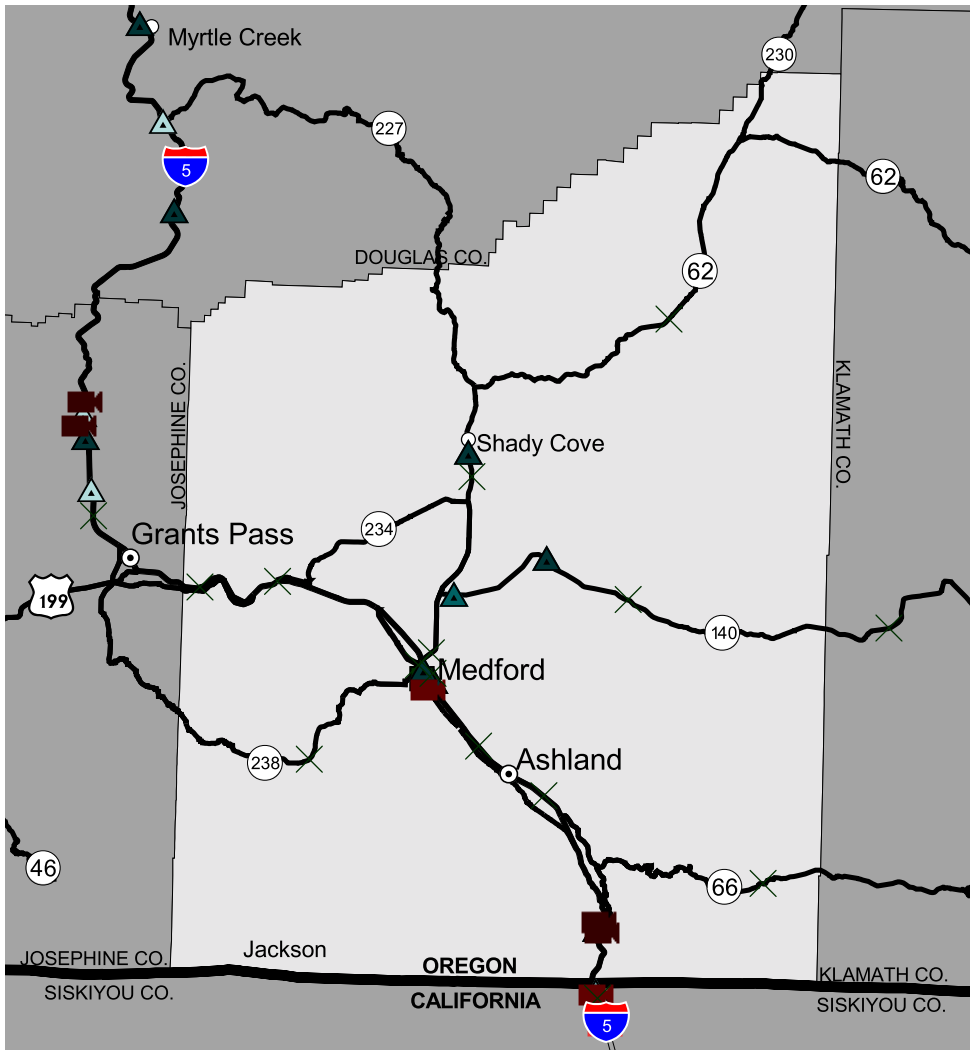 Myrtle Creek
230
227
5
62
62
DOUGLAS CO.
JOSEPHINE CO.
KLAMATH CO.
Shady Cove
234
Grants Pass
199
140
Medford
238
Ashland
46
66
Jackson
JOSEPHINE CO.
OREGON
KLAMATH CO.
SISKIYOU CO.
CALIFORNIA
SISKIYOU CO.
5